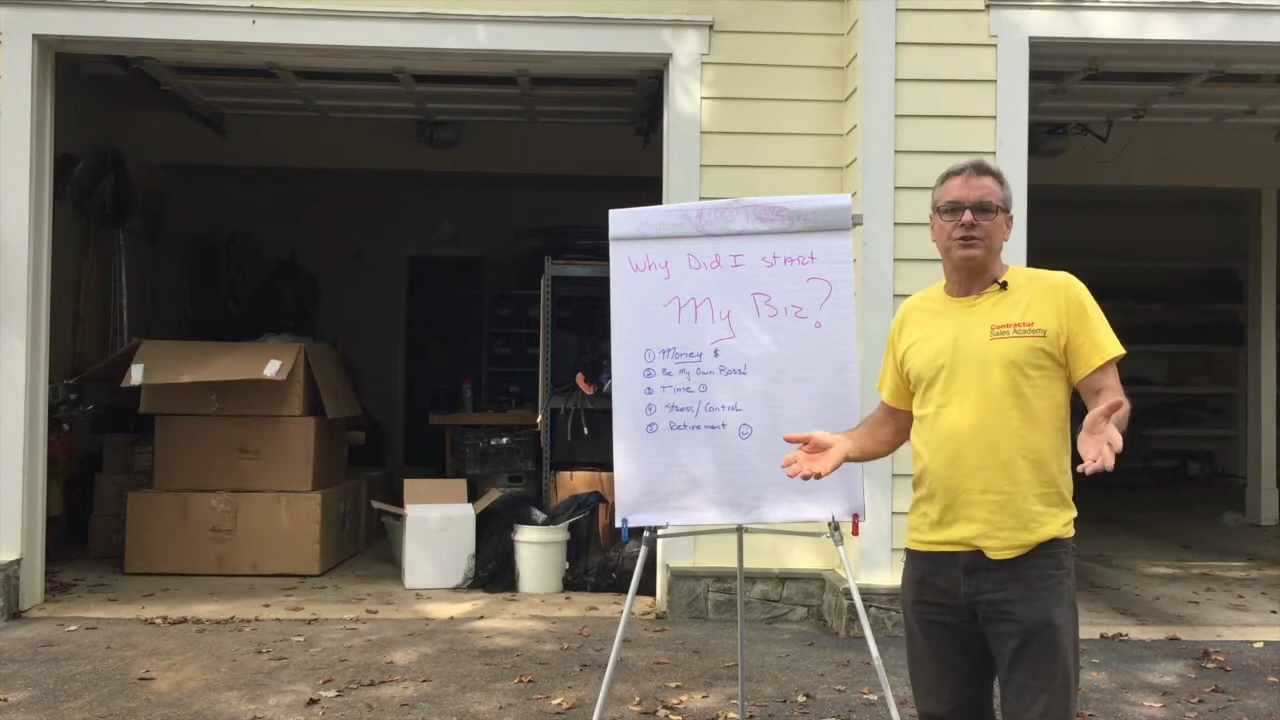 Why Did I START
My Biz?
① Money $
② Be My Own Boss!
③ Time
④ Stress/Control
⑤ Retirement
Contractor
Sales Academy